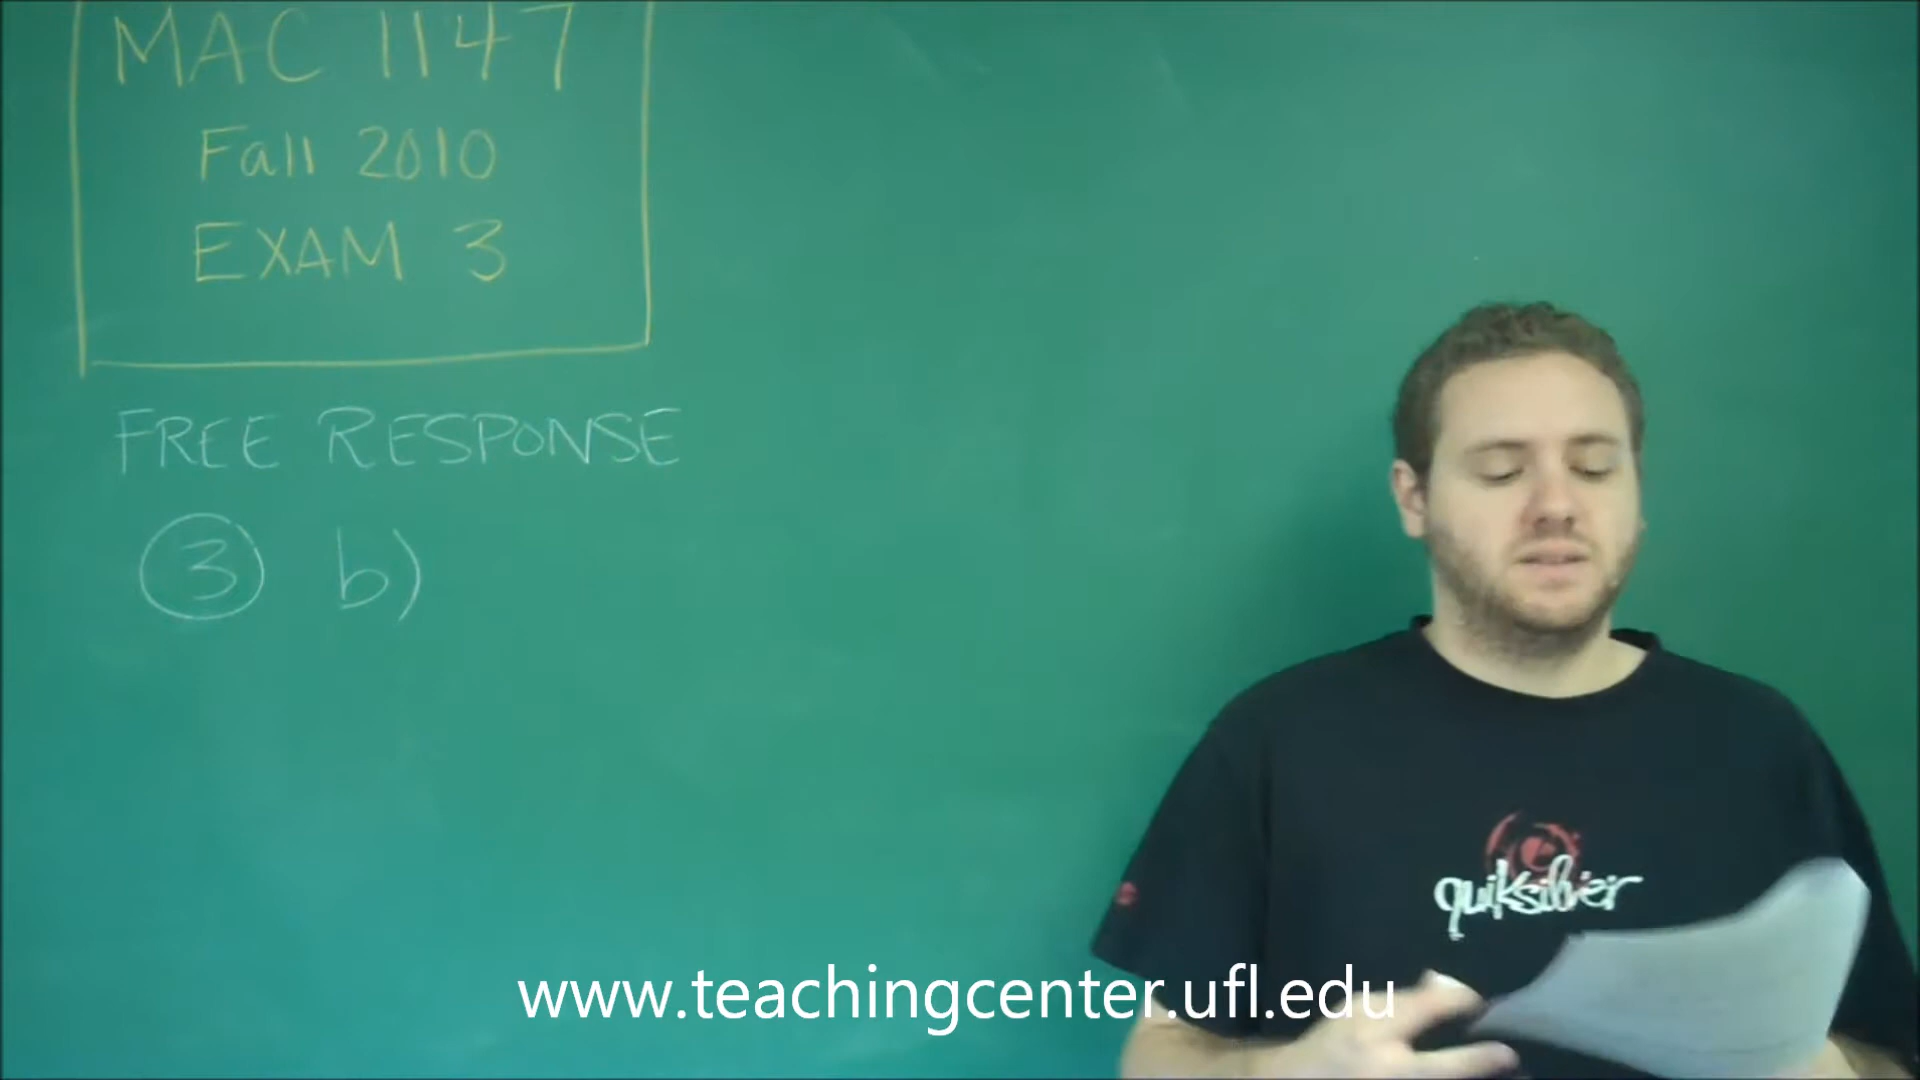 MAC 1147
Fall 2010
EXAM 3
FREE RESPONSE
3 b)
quiksilver
www.teachingcenter.ufl.edu